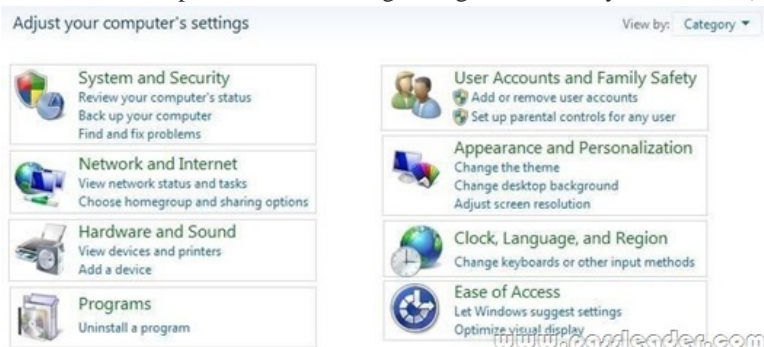 Adjust your computer's settings
View by: Category
System and Security
Review your computer's status
Back up your computer
Find and fix problems
Network and Internet
View network status and tasks
Choose homegroup and sharing options
Hardware and Sound
View devices and printers
Add a device
Programs
Uninstall a program
User Accounts and Family Safety
Add or remove user accounts
Set up parental controls for any user
Appearance and Personalization
Change the theme
Change desktop background
Adjust screen resolution
Clock, Language, and Region
Change keyboards or other input methods
Ease of Access
Let Windows suggest settings
Optimize visual display
www.passleader.com